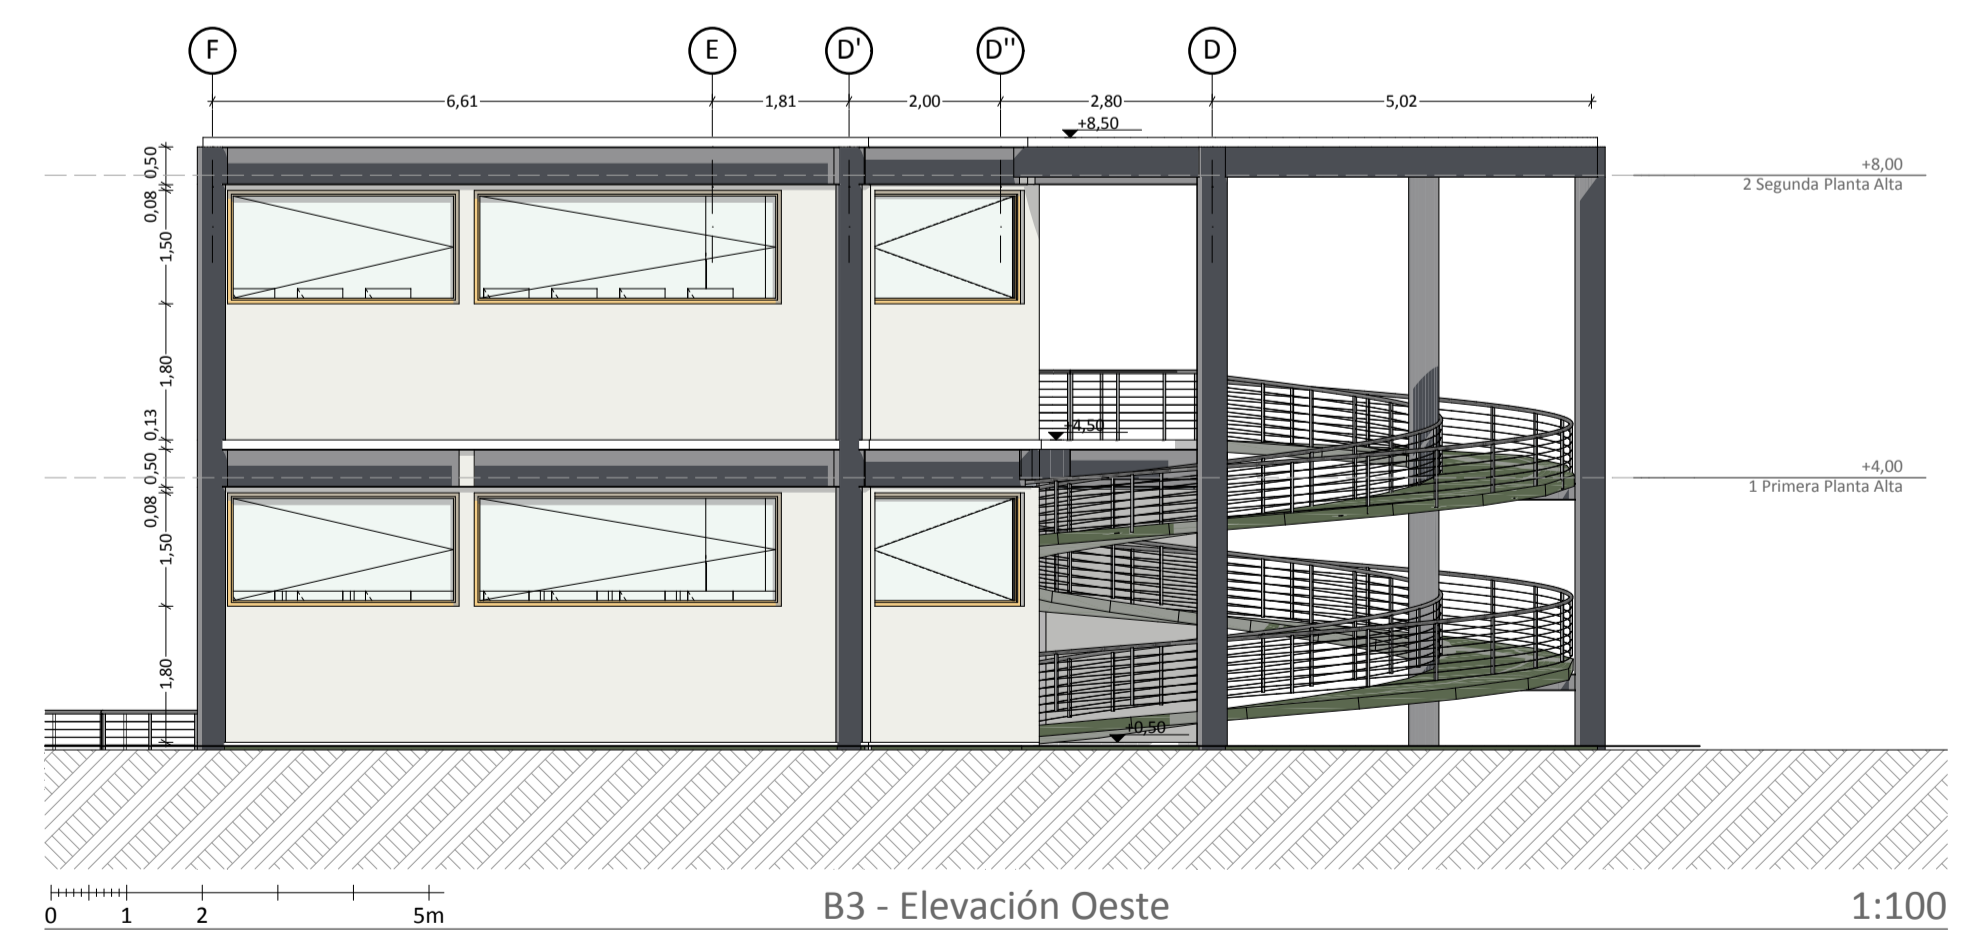 F E D' D'' D
6,61 1,81 2,00 2,80 5,02
+8,50
0,50
+8,00
2 Segunda Planta Alta
0,08
1,50
1,80
0,13
+4,50
0,50
+4,00
1 Primera Planta Alta
0,08
1,50
1,80
+0,50
0 1 2 5m
B3 - Elevación Oeste
1:100